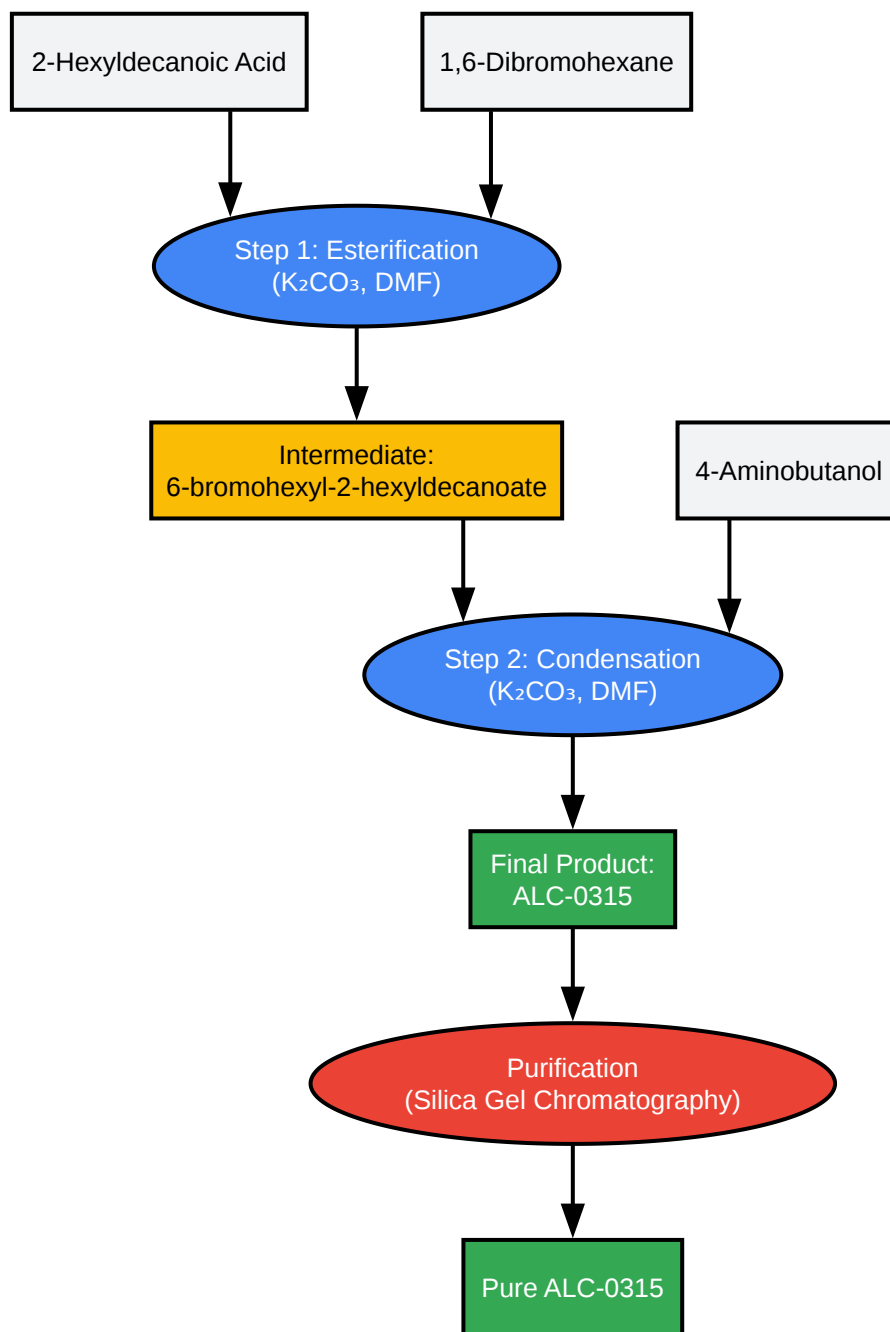 2-Hexyldecanoic Acid
1,6-Dibromohexane
Step 1: Esterification
(K₂CO₃, DMF)
Intermediate:
6-bromohexyl-2-hexyldecanoate
4-Aminobutanol
Step 2: Condensation
(K₂CO₃, DMF)
Final Product:
ALC-0315
Purification
(Silica Gel Chromatography)
Pure ALC-0315